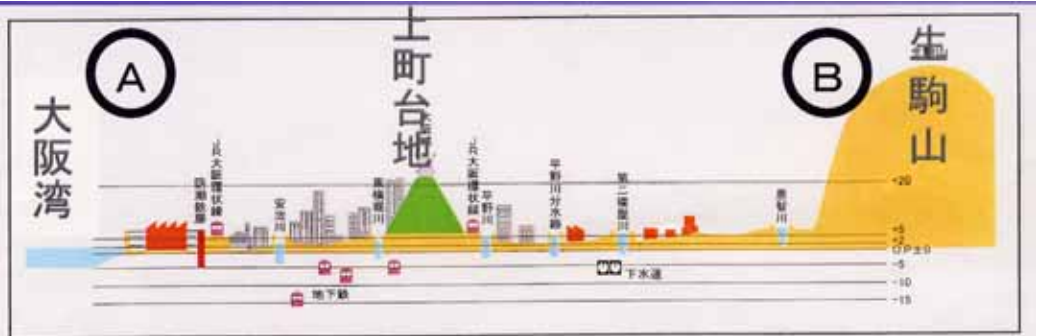 A
B
大阪湾
上町台地
生駒山
防潮鉄扉
JR大阪環状線
安治川
東横堀川
JR大阪環状線
平野川
平野川分水路
第二寝屋川
恩智川
地下鉄
下水道
+20
+5
+2
O.P±0
-5
-10
-15